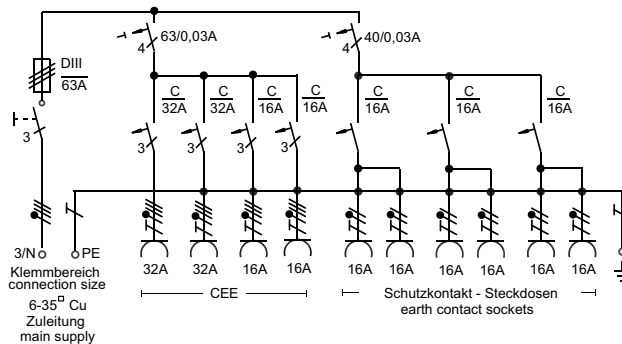 63/0,03A
4
40/0,03A
4
DIII
63A
C
32A
C
32A
C
16A
C
16A
C
16A
C
16A
C
16A
3
3
3
3
3
3/N
PE
32A
32A
16A
16A
16A
16A
16A
16A
16A
16A
Klemmbereich
connection size
6-35□ Cu
Zuleitung
main supply
CEE
Schutzkontakt - Steckdosen
earth contact sockets